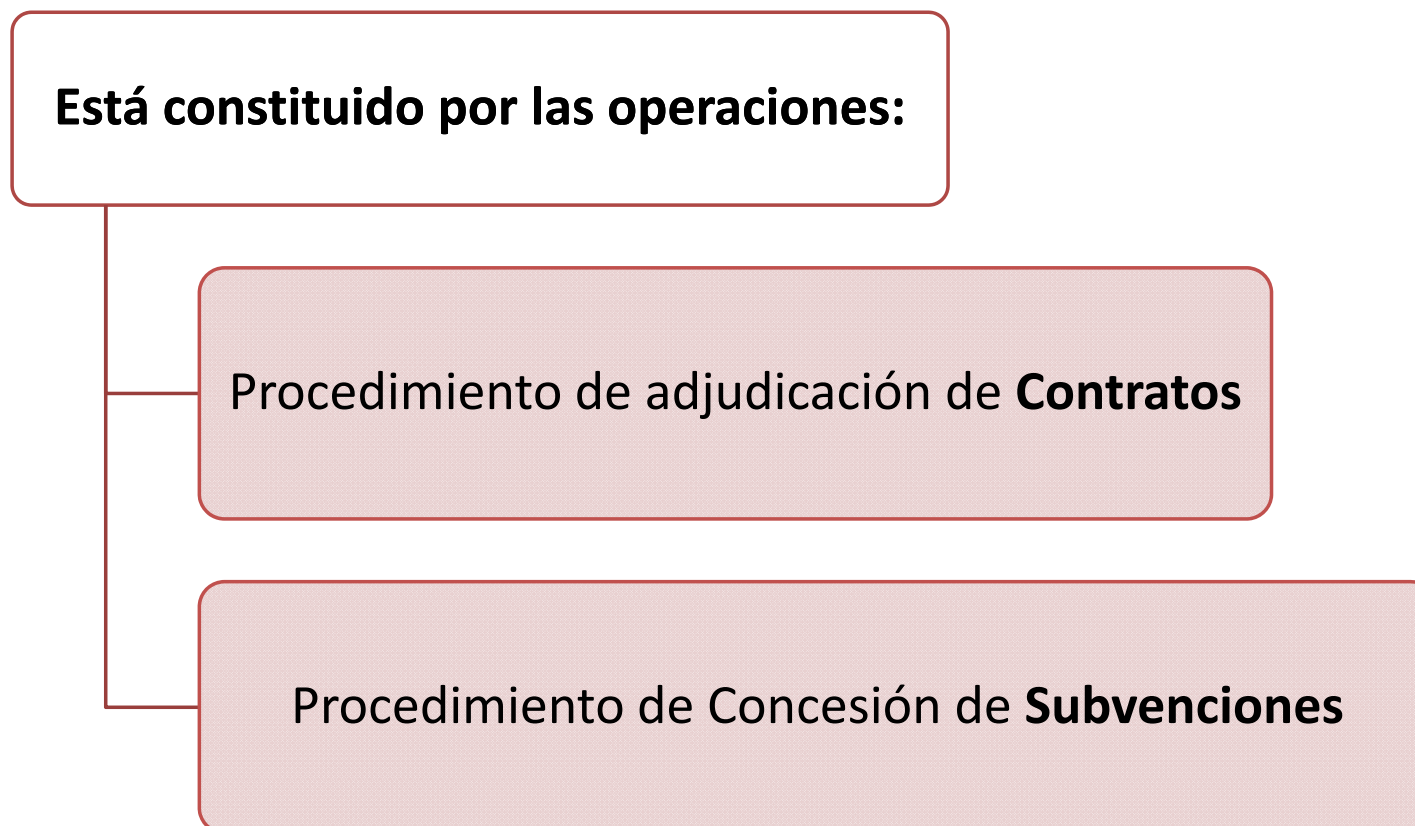 Está constituido por las operaciones:
Procedimiento de adjudicación de Contratos
Procedimiento de Concesión de Subvenciones